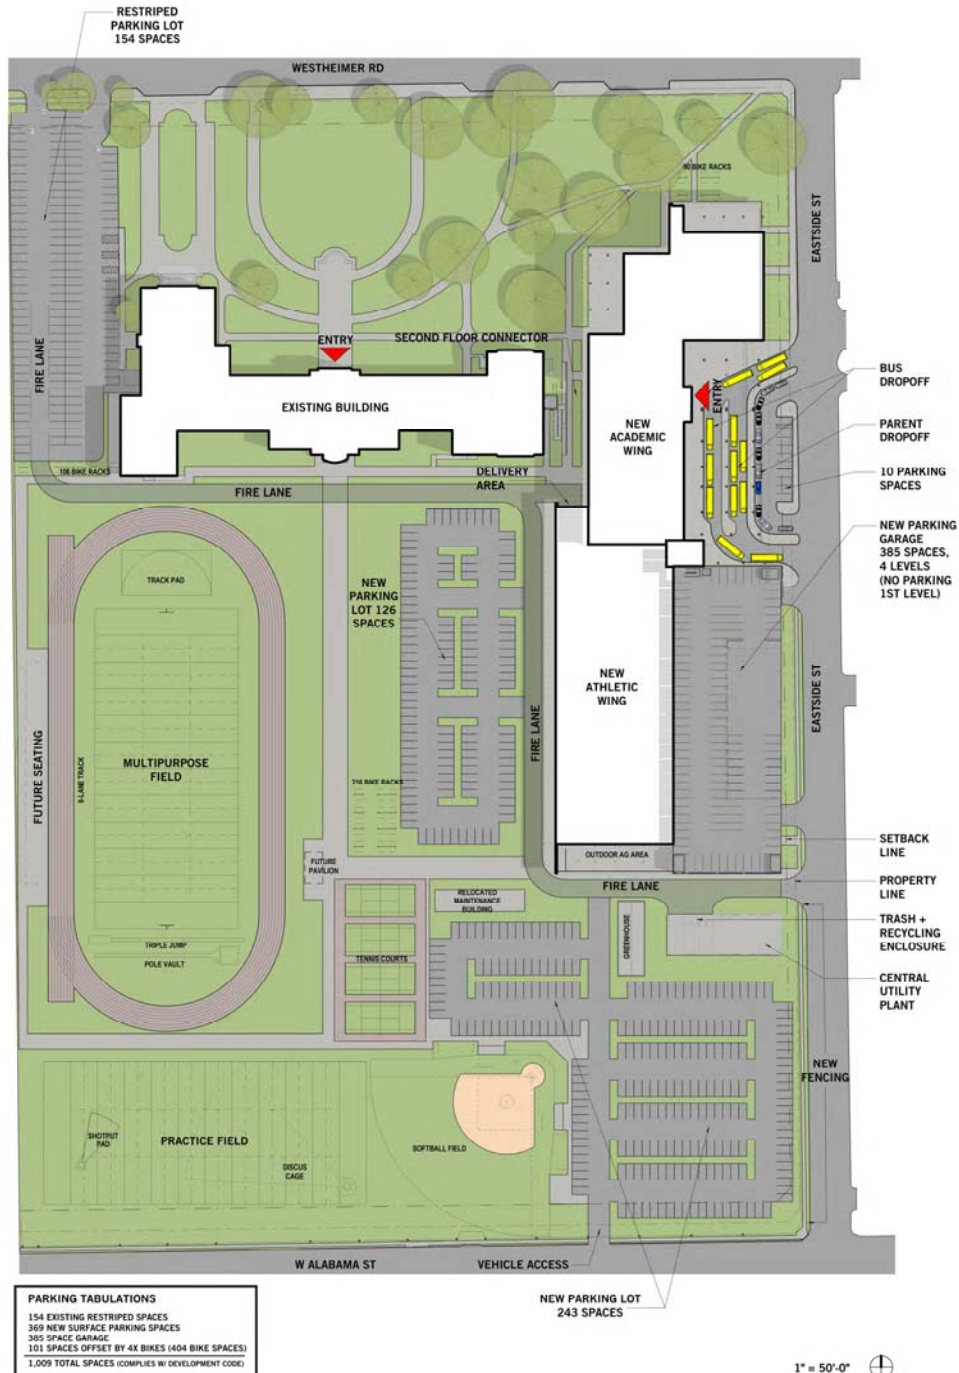 RESTRIPED
PARKING LOT
154 SPACES
WESTHEIMER RD
BIKE RACKS
EASTSIDE ST
FIRE LANE
ENTRY
SECOND FLOOR CONNECTOR
EXISTING BUILDING
NEW
ACADEMIC
WING
ENTRY
BUS
DROPOFF
PARENT
DROPOFF
10 PARKING
SPACES
BIKE RACKS
FIRE LANE
DELIVERY
AREA
NEW PARKING
GARAGE
385 SPACES,
4 LEVELS
(NO PARKING
1ST LEVEL)
TRACK PAD
NEW
PARKING
LOT 126
SPACES
NEW
ATHLETIC
WING
EASTSIDE ST
FIRE LANE
FUTURE SEATING
MULTIPURPOSE
FIELD
BIKE RACKS
SETBACK
LINE
OUTDOOR AG AREA
FUTURE
PAVILION
FIRE LANE
PROPERTY
LINE
RELOCATED
MAINTENANCE
BUILDING
GREENHOUSE
TRASH +
RECYCLING
ENCLOSURE
TRIPLE JUMP
POLE VAULT
TENNIS COURTS
CENTRAL
UTILITY
PLANT
NEW
FENCING
SHOTPUT
PAD
PRACTICE FIELD
SOFTBALL FIELD
DISCUS
CAGE
W ALABAMA ST
VEHICLE ACCESS
NEW PARKING LOT
243 SPACES
PARKING TABULATIONS
154 EXISTING RESTRIPED SPACES
369 NEW SURFACE PARKING SPACES
385 SPACE GARAGE
101 SPACES OFFSET BY 4X BIKES (404 BIKE SPACES)
1,009 TOTAL SPACES (COMPLIES W/ DEVELOPMENT CODE)
1" = 50'-0"